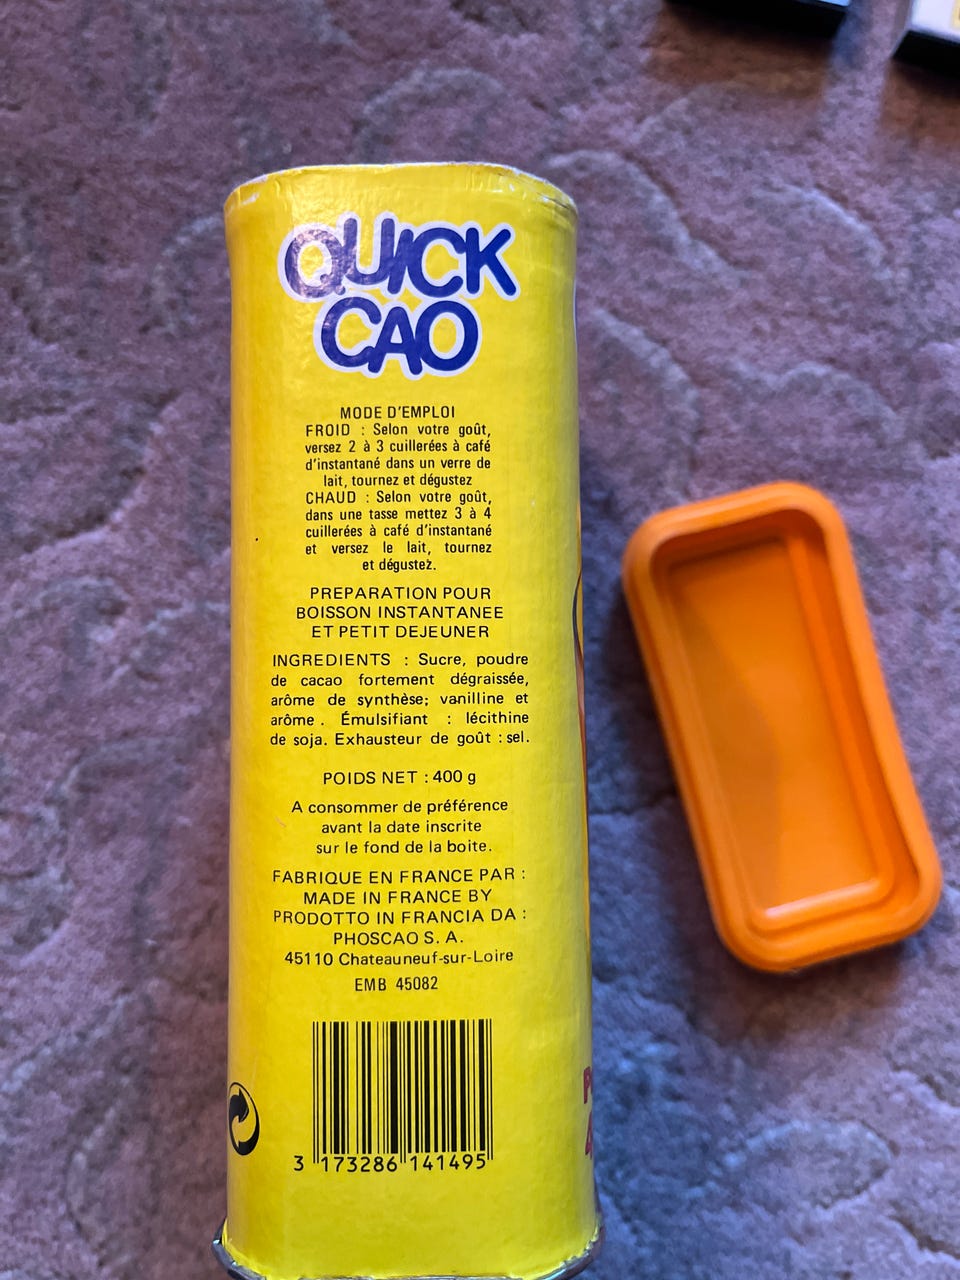 QUICK
CAO
MODE D'EMPLOI
FROID : Selon votre goût,
versez 2 à 3 cuillerées à café
d'instantané dans un verre de
lait, tournez et dégustez
CHAUD : Selon votre goût,
dans une tasse mettez 3 à 4
cuillerées à café d'instantané
et versez le lait, tournez
et dégustez.
PREPARATION POUR
BOISSON INSTANTANEE
ET PETIT DEJEUNER
INGREDIENTS : Sucre, poudre
de cacao fortement dégraissée,
arôme de synthèse; vanilline et
arôme . Émulsifiant : lécithine
de soja. Exhausteur de goût : sel.
POIDS NET : 400 g
A consommer de préférence
avant la date inscrite
sur le fond de la boite.
FABRIQUE EN FRANCE PAR :
MADE IN FRANCE BY
PRODOTTO IN FRANCIA DA :
PHOSCAO S. A.
45110 Chateauneuf-sur-Loire
EMB 45082
3 173286 141495